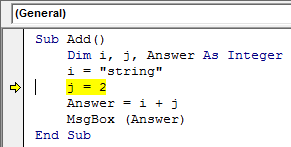 (General)
Sub Add()
Dim i, j, Answer As Integer
i = "string"
j = 2
Answer = i + j
MsgBox (Answer)
End Sub